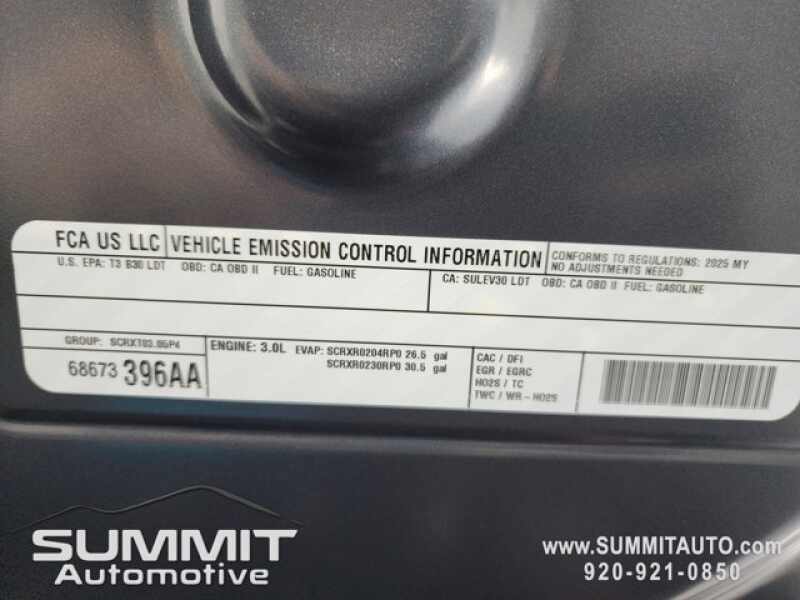 FCA US LLC
VEHICLE EMISSION CONTROL INFORMATION
CONFORMS TO REGULATIONS: 2025 MY
NO ADJUSTMENTS NEEDED
U.S. EPA: T3 B30 LDT OBD: CA OBD II FUEL: GASOLINE
CA: SULEV30 LDT OBD: CA OBD II FUEL: GASOLINE
GROUP: SCRXT03.05P4
68673 396AA
ENGINE: 3.0L EVAP: SCRXR0204RP0 26.5 gal
SCRXR0230RP0 30.5 gal
CAC / DFI
EGR / EGRC
HO2S / TC
TWC / WR-HO2S
SUMMIT
Automotive
www.SUMMITAUTO.com
920-921-0850